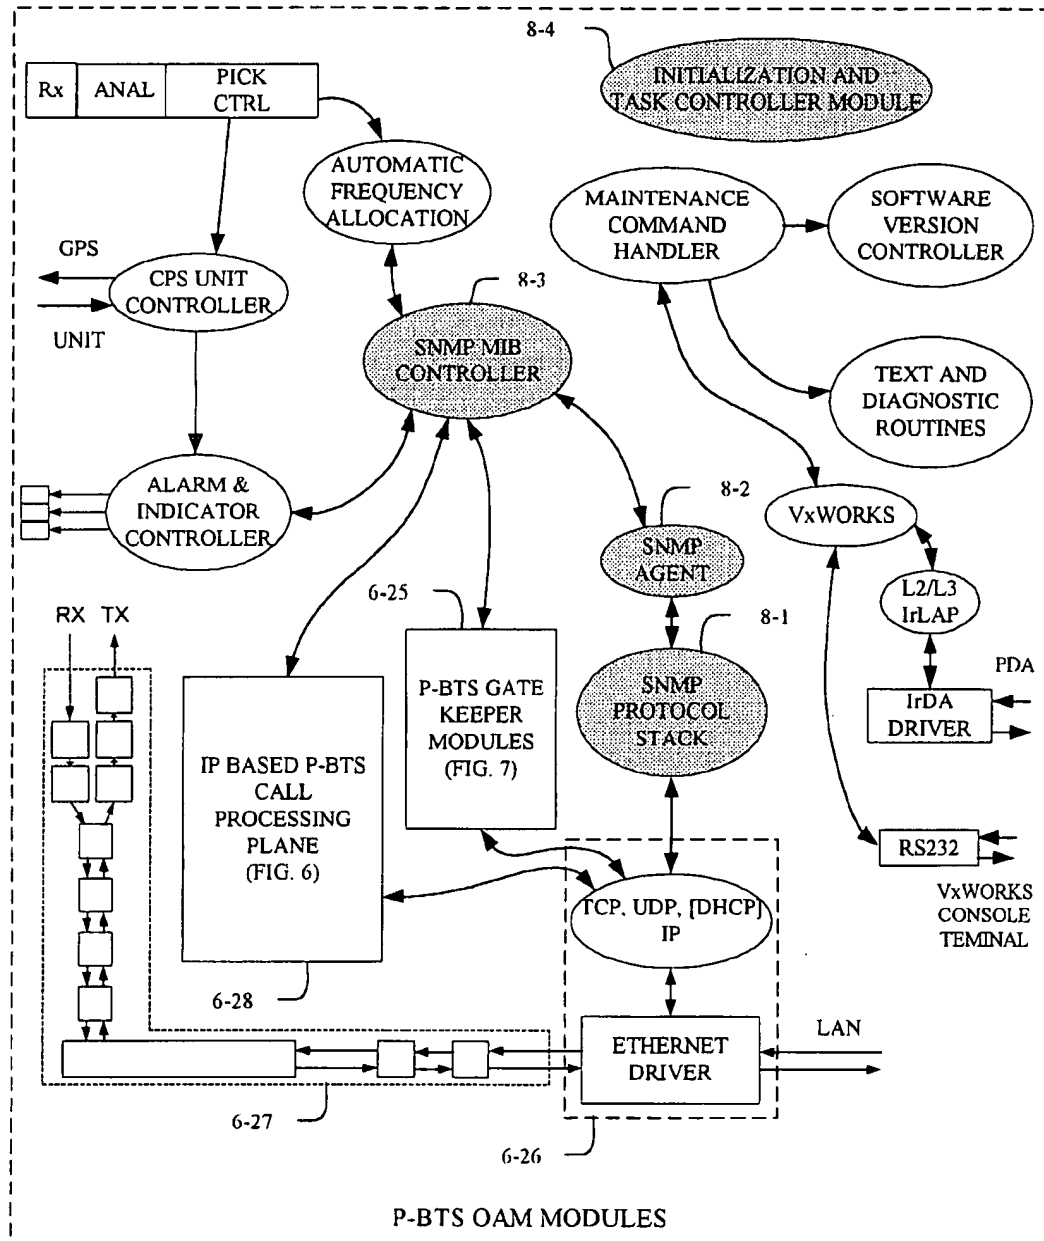 8-4
INITIALIZATION AND
TASK CONTROLLER MODULE
Rx ANAL PICK
CTRL
AUTOMATIC
FREQUENCY
ALLOCATION
MAINTENANCE
COMMAND
HANDLER
SOFTWARE
VERSION
CONTROLLER
GPS
CPS UNIT
CONTROLLER
UNIT
8-3
SNMP MIB
CONTROLLER
TEXT AND
DIAGNOSTIC
ROUTINES
ALARM &
INDICATOR
CONTROLLER
8-2
SNMP
AGENT
VxWORKS
L2/L3
IrLAP
RX TX
6-25
8-1
PDA
P-BTS GATE
KEEPER
MODULES
(FIG. 7)
SNMP
PROTOCOL
STACK
IrDA
DRIVER
IP BASED P-BTS
CALL
PROCESSING
PLANE
(FIG. 6)
RS232
VxWORKS
CONSOLE
TEMINAL
TCP, UDP, [DHCP]
IP
6-28
LAN
ETHERNET
DRIVER
6-27
6-26
P-BTS OAM MODULES